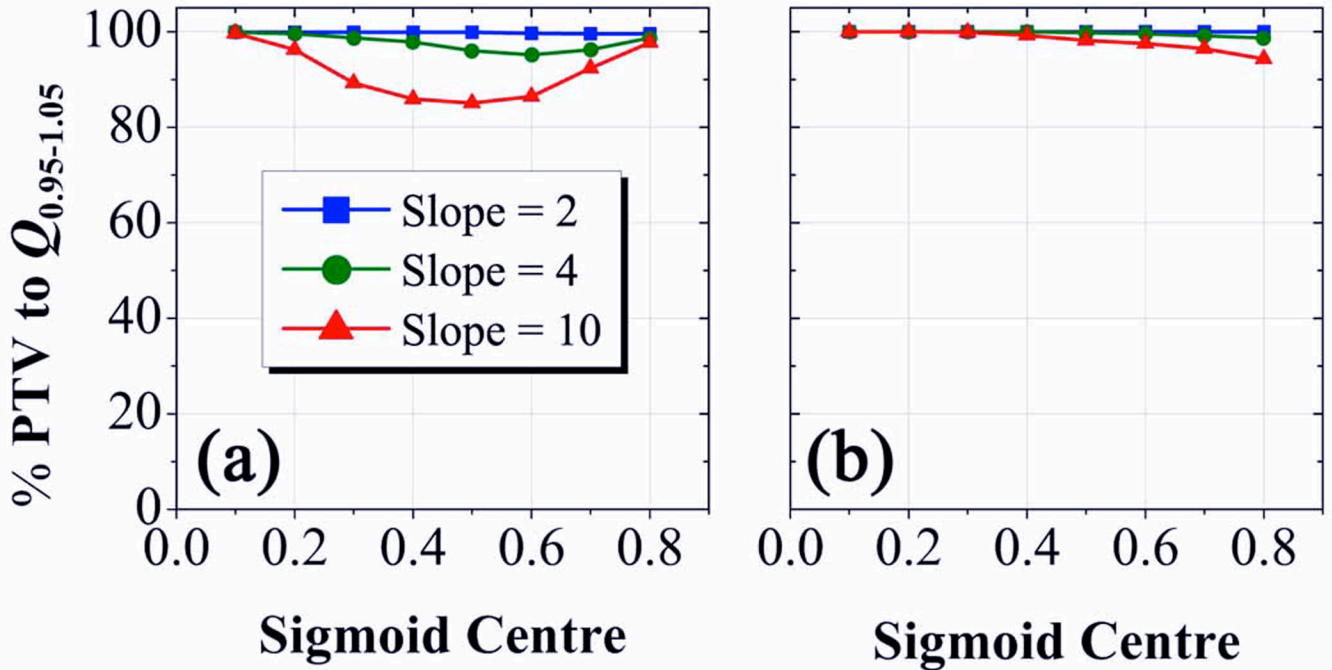 % PTV to Q0.95-1.05
100
80
60
40
20
0
Slope = 2
Slope = 4
Slope = 10
(a)
(b)
0.0 0.2 0.4 0.6 0.8
0.0 0.2 0.4 0.6 0.8
Sigmoid Centre
Sigmoid Centre